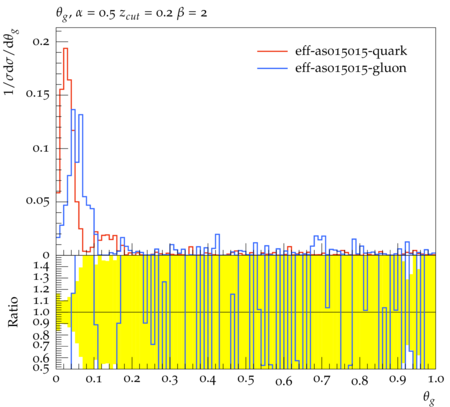 θg, α = 0.5 zcut = 0.2 β = 2
1/σdσ/dθg
0.2
0.15
0.1
0.05
0
eff-as015015-quark
eff-as015015-gluon
Ratio
1.4
1.3
1.2
1.1
1.0
0.9
0.8
0.7
0.6
0.5
0 0.1 0.2 0.3 0.4 0.5 0.6 0.7 0.8 0.9 1.0
θg